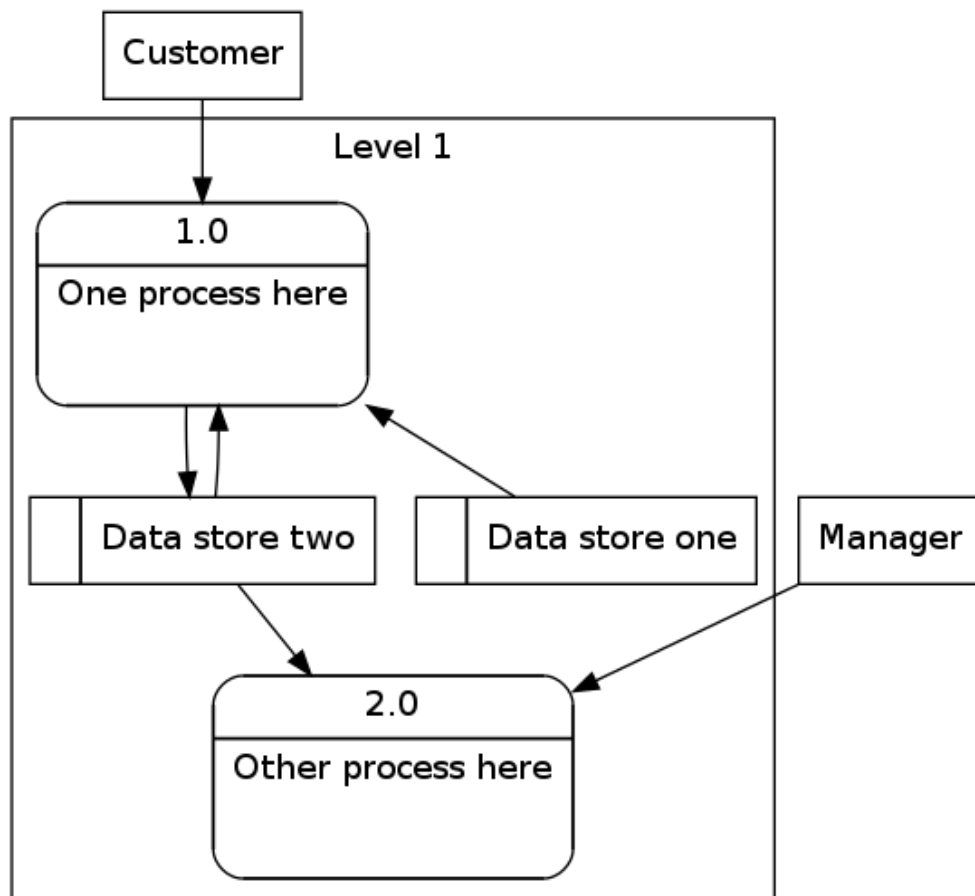 Customer
Level 1
1.0
One process here
Data store two
Data store one
Manager
2.0
Other process here